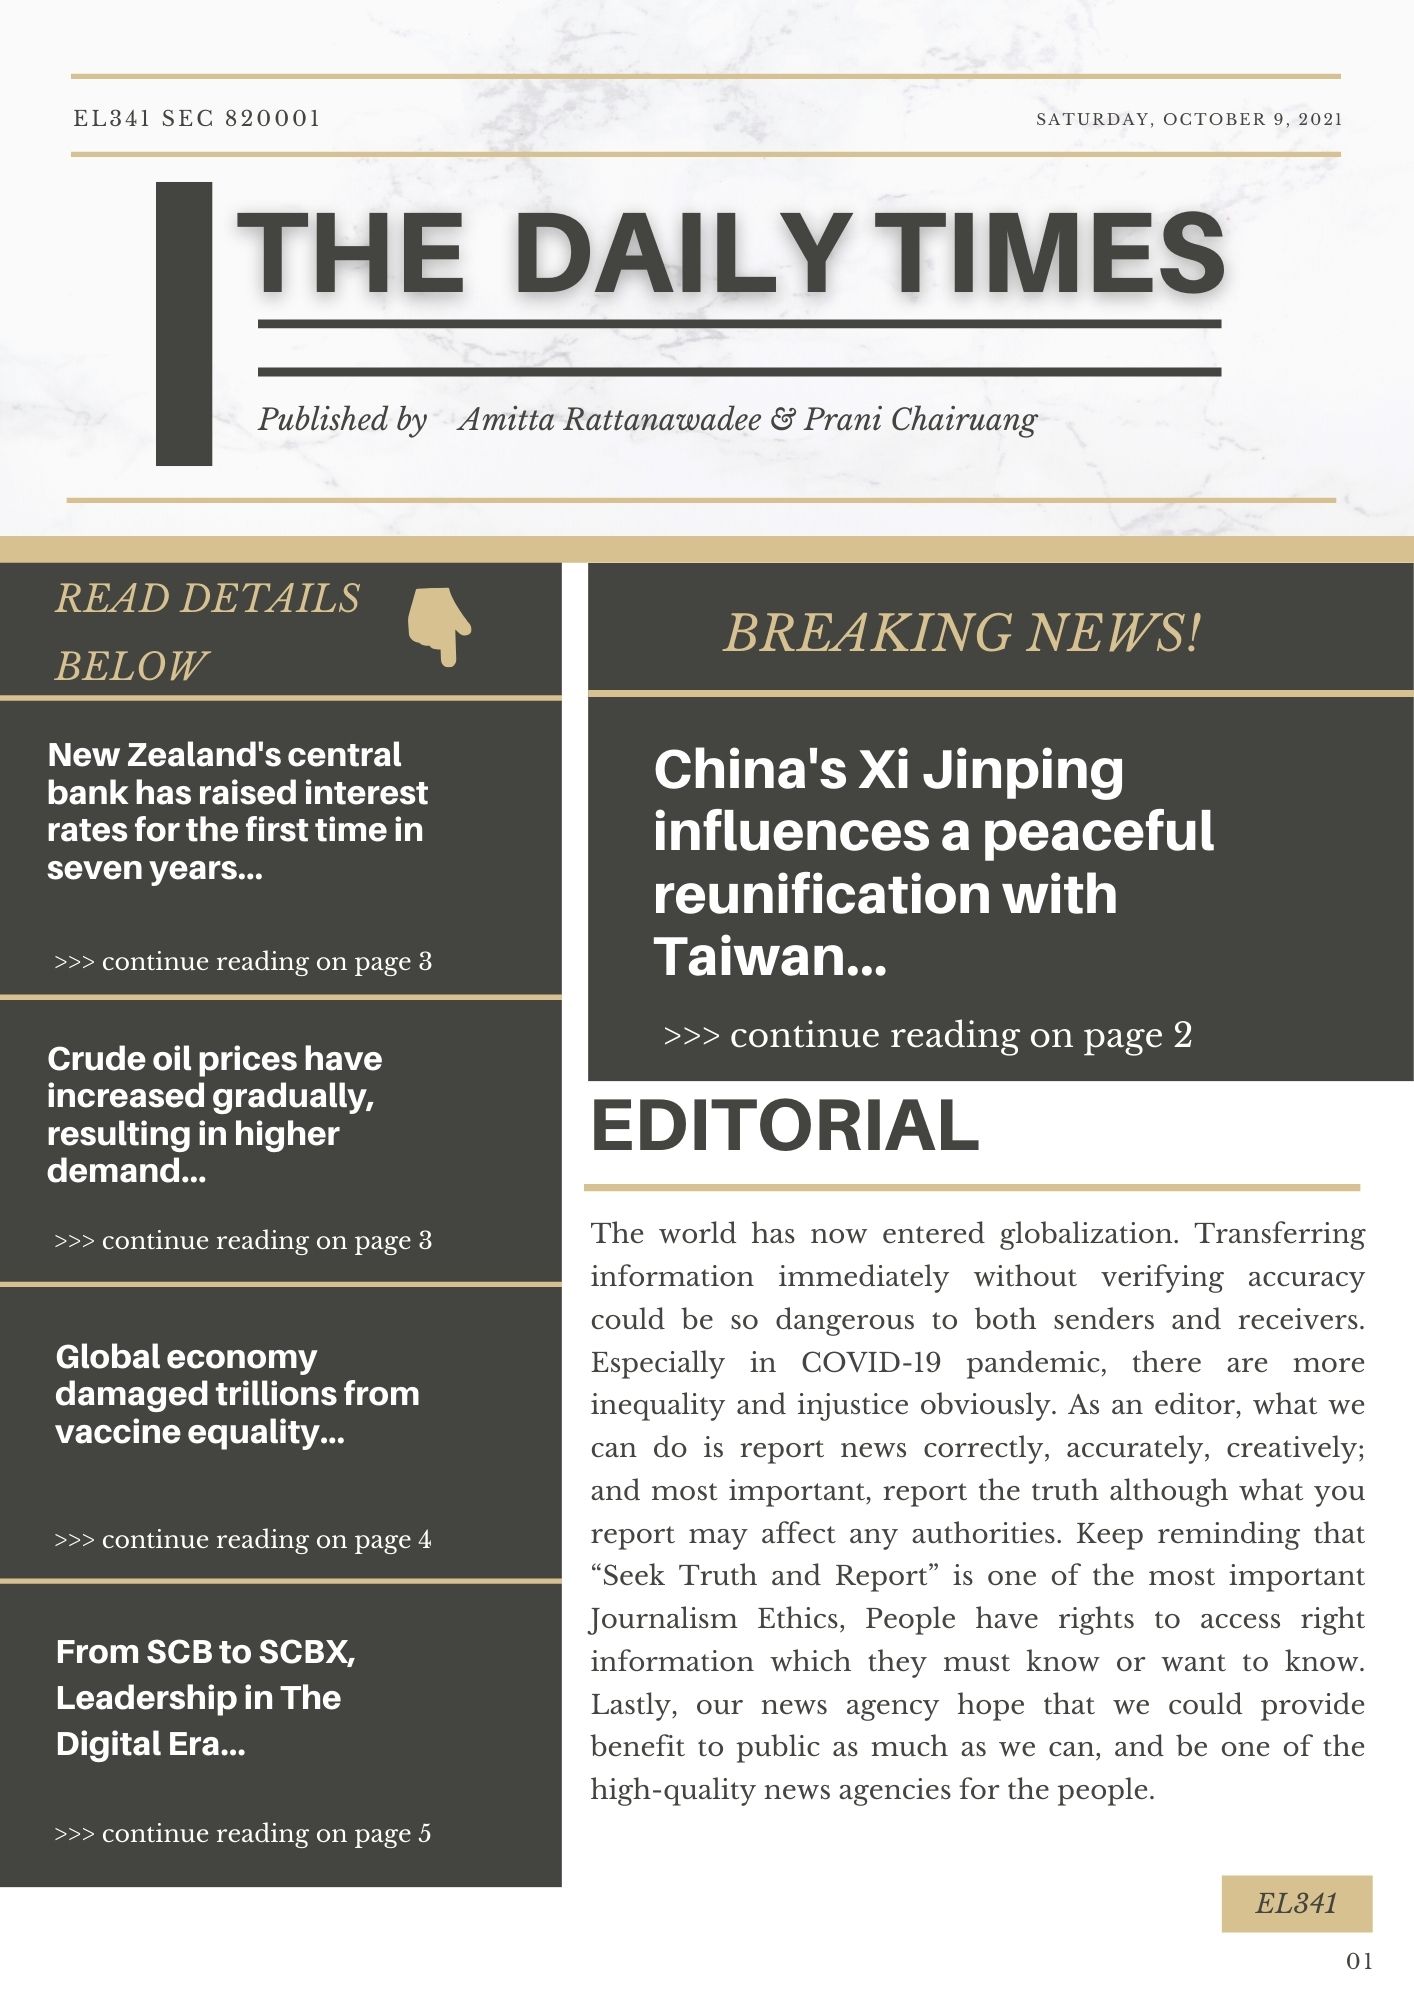 EL341 SEC 820001
SATURDAY, OCTOBER 9, 2021
THE DAILY TIMES
Published by Amitta Rattanawadee & Prani Chairuang
READ DETAILS
BELOW
New Zealand's central
bank has raised interest
rates for the first time in
seven years...
>>> continue reading on page 3
Crude oil prices have
increased gradually,
resulting in higher
demand...
>>> continue reading on page 3
Global economy
damaged trillions from
vaccine equality...
>>> continue reading on page 4
From SCB to SCBX,
Leadership in The
Digital Era...
>>> continue reading on page 5
BREAKING NEWS!
China's Xi Jinping
influences a peaceful
reunification with
Taiwan...
>>> continue reading on page 2
EDITORIAL
The world has now entered globalization. Transferring
information immediately without verifying accuracy
could be so dangerous to both senders and receivers.
Especially in COVID-19 pandemic, there are more
inequality and injustice obviously. As an editor, what we
can do is report news correctly, accurately, creatively;
and most important, report the truth although what you
report may affect any authorities. Keep reminding that
“Seek Truth and Report” is one of the most important
Journalism Ethics, People have rights to access right
information which they must know or want to know.
Lastly, our news agency hope that we could provide
benefit to public as much as we can, and be one of the
high-quality news agencies for the people.
EL341
01